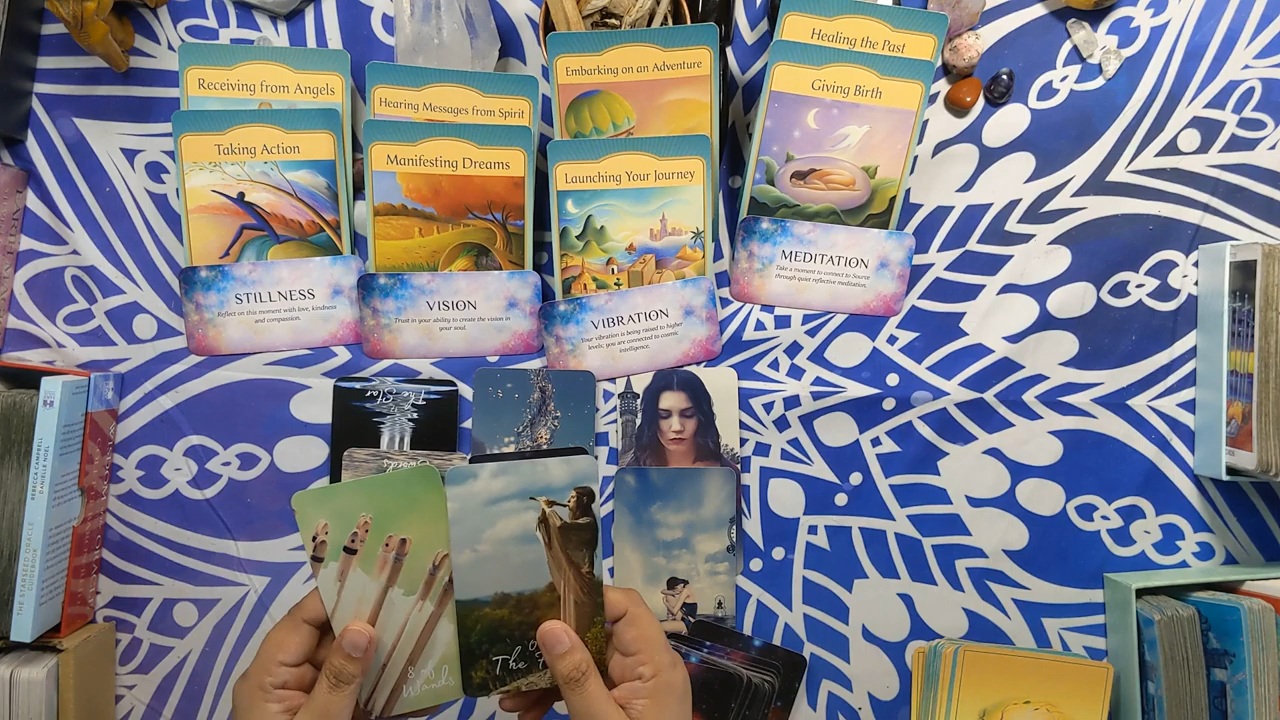 Healing the Past
Receiving from Angels
Hearing Messages from Spirit
Embarking on an Adventure
Giving Birth
Taking Action
Manifesting Dreams
Launching Your Journey
STILLNESS
Reflect on this moment with love, kindness
and compassion.
VISION
Trust in your ability to create the vision in
your soul.
VIBRATION
Your vibration is being raised to higher
levels; you are connected to cosmic
intelligence.
MEDITATION
Take a moment to connect to Source
through quiet reflective meditation.
The Star
8 of
Wands
The
REBECCA CAMPBELL
DANIELLE NOEL
THE STARSEED ORACLE
GUIDEBOOK